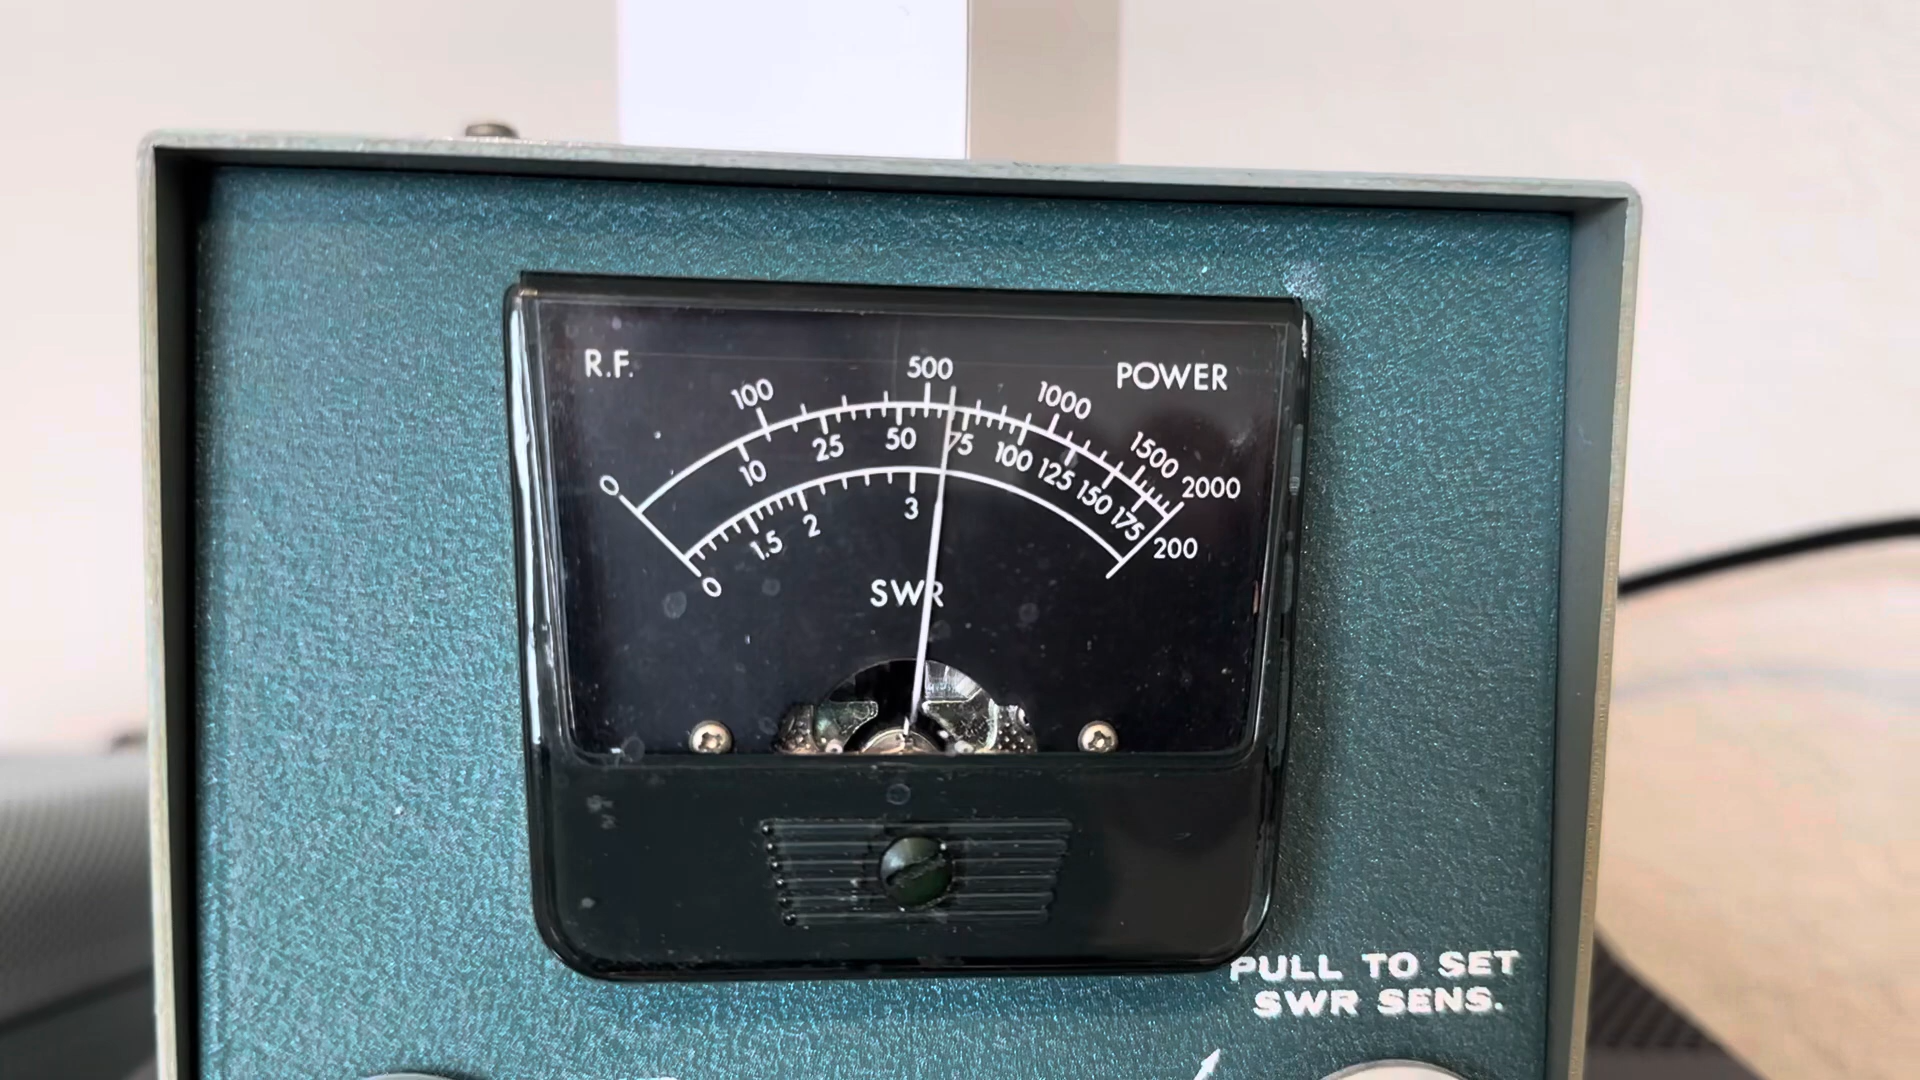 R.F. POWER
0 100 500 1000 1500 2000
10 25 50 75 100 125 150 175 200
0 1.5 2 3
SWR
PULL TO SET
SWR SENS.